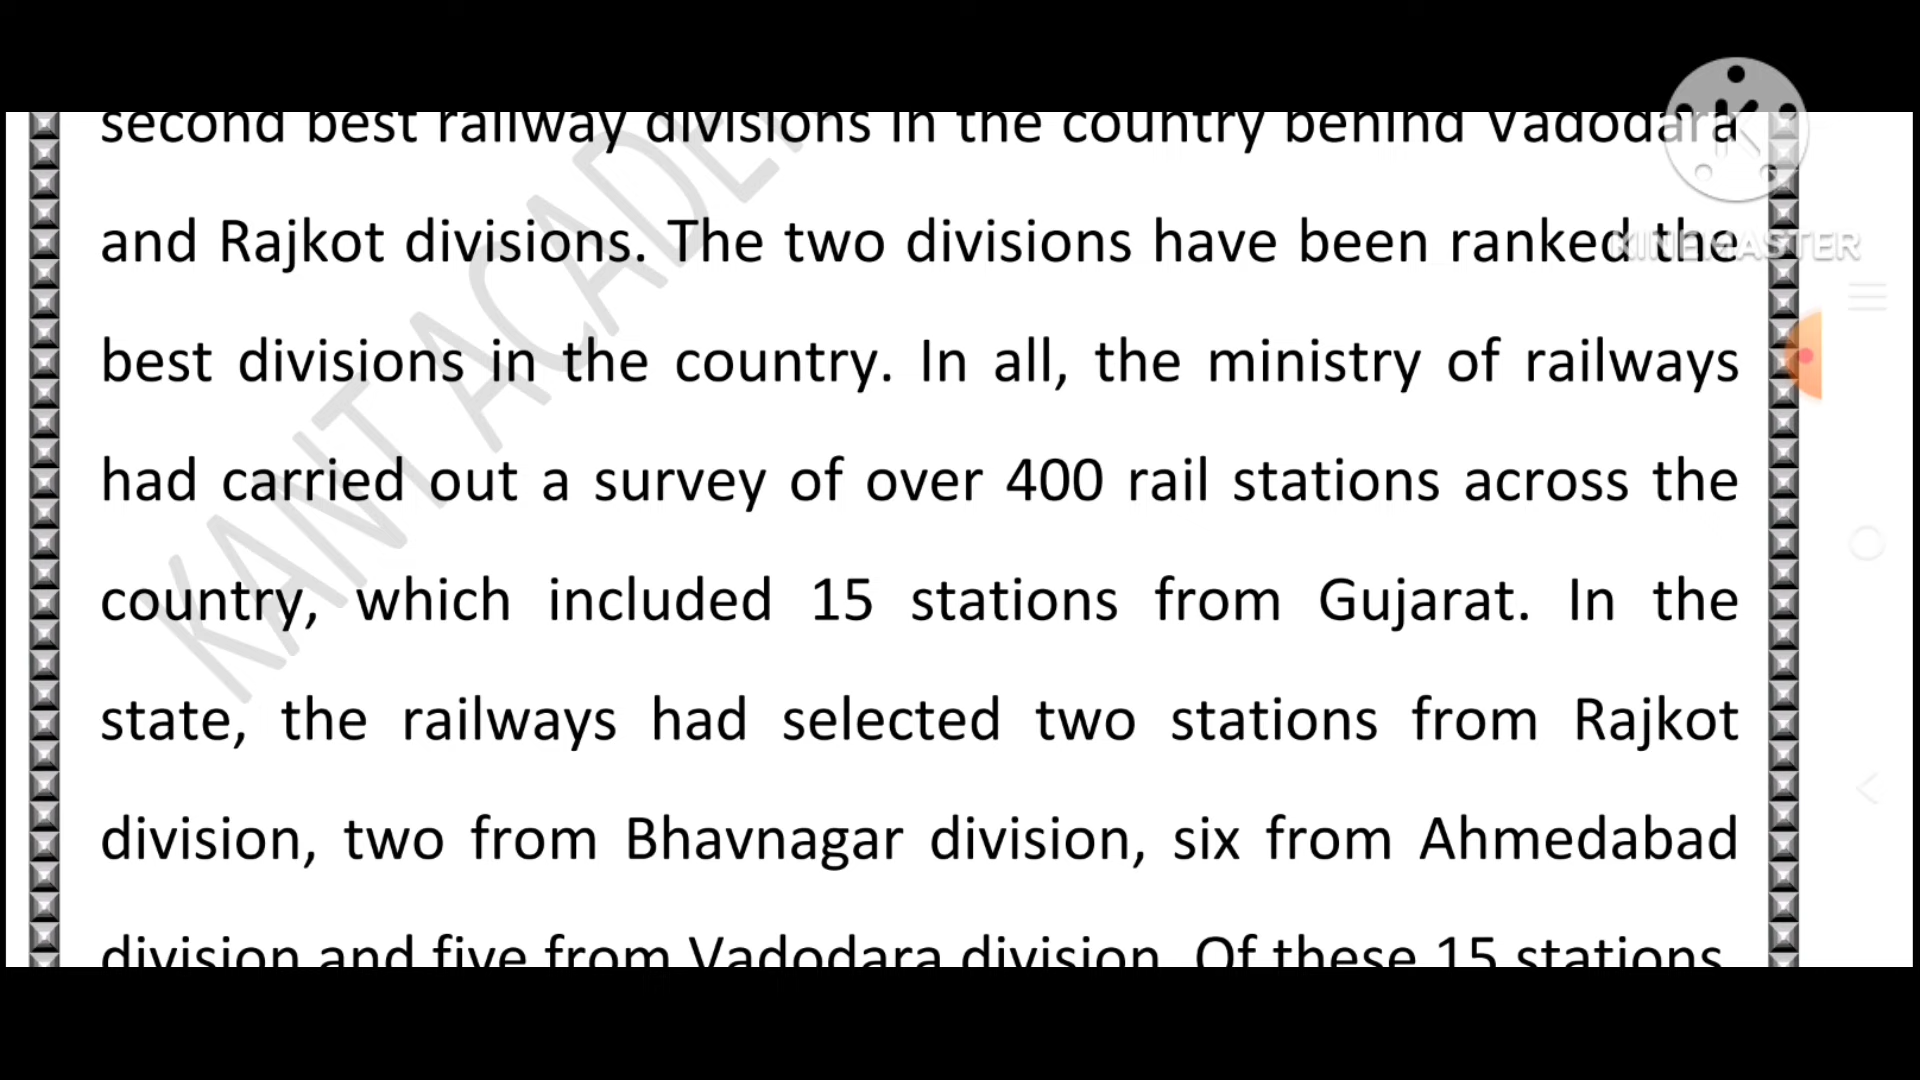 second best railway divisions in the country behind Vadodara
and Rajkot divisions. The two divisions have been ranked the
best divisions in the country. In all, the ministry of railways
had carried out a survey of over 400 rail stations across the
country, which included 15 stations from Gujarat. In the
state, the railways had selected two stations from Rajkot
division, two from Bhavnagar division, six from Ahmedabad
division and five from Vadodara division. Of these 15 stations,
KANT ACADE
K
KINEMASTER